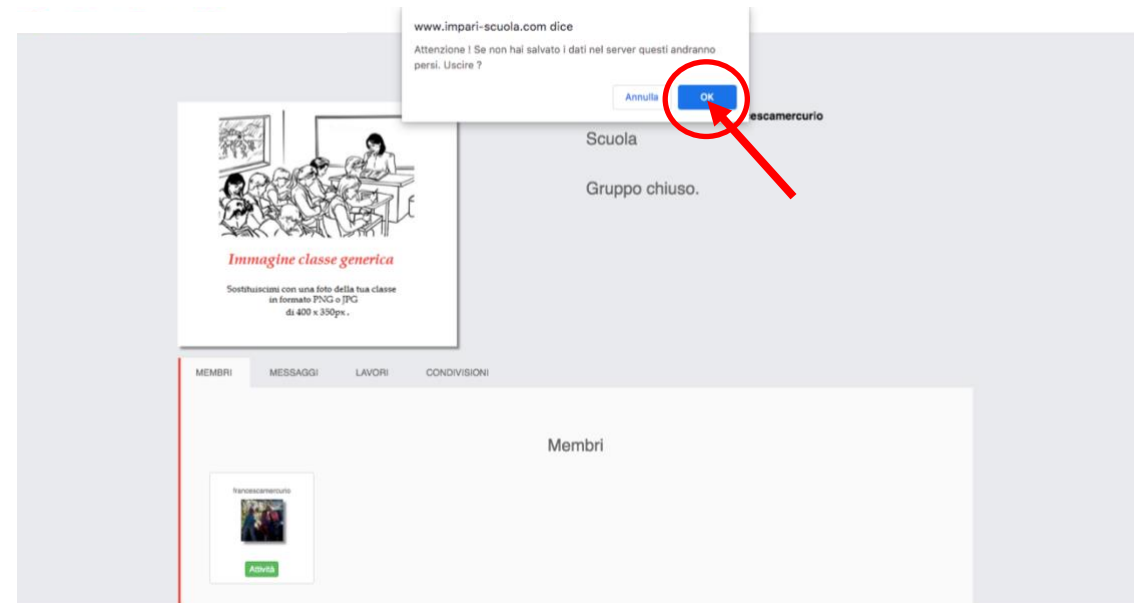 www.impari-scuola.com dice
Attenzione ! Se non hai salvato i dati nel server questi andranno
persi. Uscire ?
Annulla
OK
escamercurio
Scuola
Gruppo chiuso.
Immagine classe generica
Sostituiscimi con una foto della tua classe
in formato PNG o JPG
di 400 x 350px.
MEMBRI MESSAGGI LAVORI CONDIVISIONI
Membri
francescamercurio
Attività